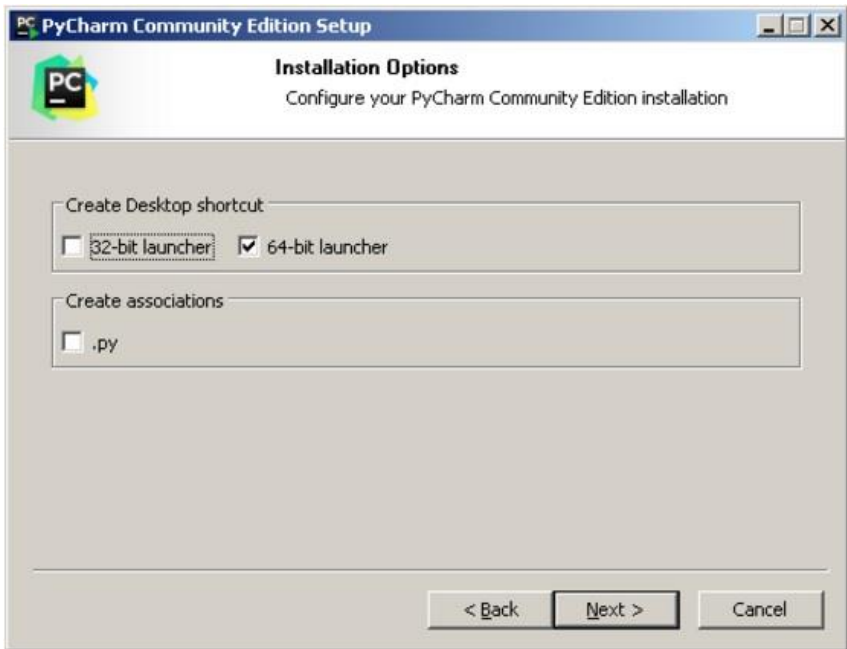 PyCharm Community Edition Setup
PC
Installation Options
Configure your PyCharm Community Edition installation
Create Desktop shortcut
32-bit launcher 64-bit launcher
Create associations
.py
< Back Next > Cancel